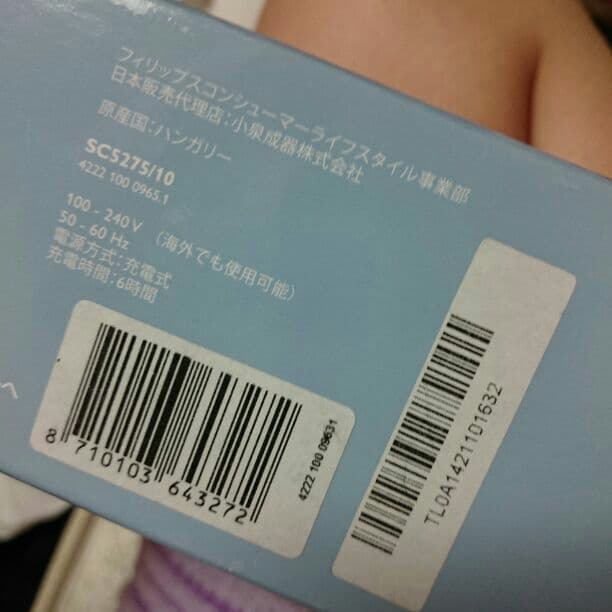 フィリップスコンシューマーライフスタイル事業部
日本販売代理店：小泉成器株式会社
原産国：ハンガリー
SC5275/10
4222 100 0965.1
100 - 240 V （海外でも使用可能）
50 - 60 Hz
電源方式：充電式
充電時間：6時間
へ
8 710103 643272
4222 100 09631
TL0A1421101632